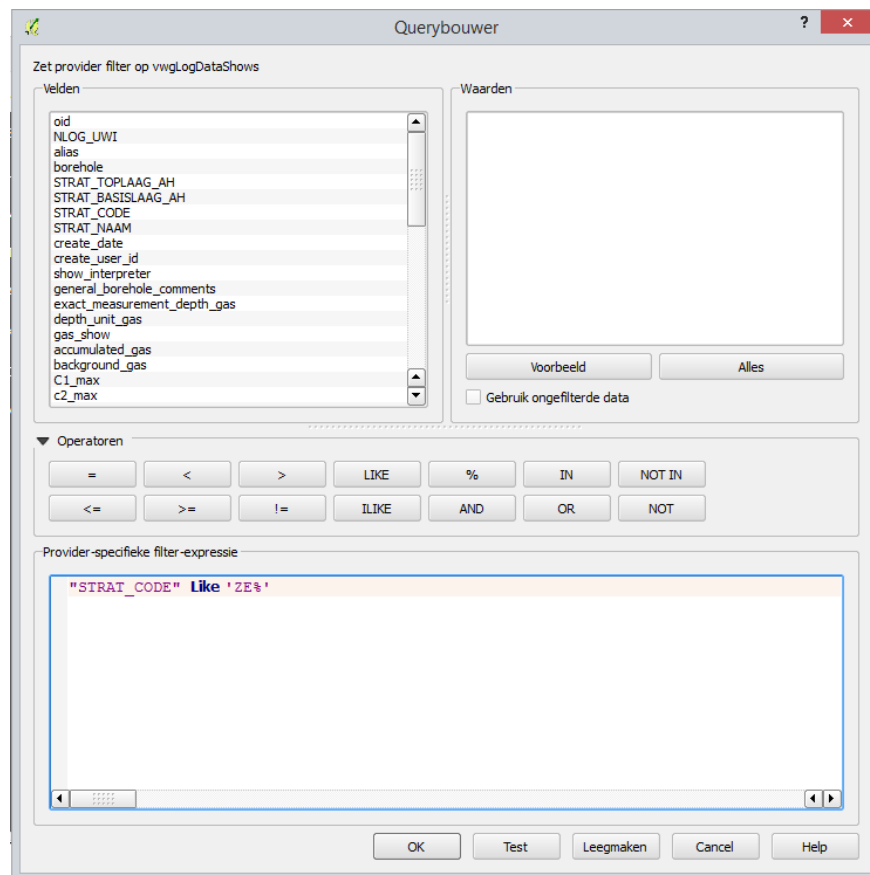 Querybouwer
?
×
Zet provider filter op vwgLogDataShows
Velden
oid
NLOG_UWI
alias
borehole
STRAT_TOPLAAG_AH
STRAT_BASISLAAG_AH
STRAT_CODE
STRAT_NAAM
create_date
create_user_id
show_interpreter
general_borehole_comments
exact_measurement_depth_gas
depth_unit_gas
gas_show
accumulated_gas
background_gas
C1_max
c2_max
Waarden
Voorbeeld Alles
Gebruik ongefilterde data
Operatoren
= < > LIKE % IN NOT IN
<= >= != ILIKE AND OR NOT
Provider-specifieke filter-expressie
"STRAT_CODE" Like 'ZE%'
OK Test Leegmaken Cancel Help